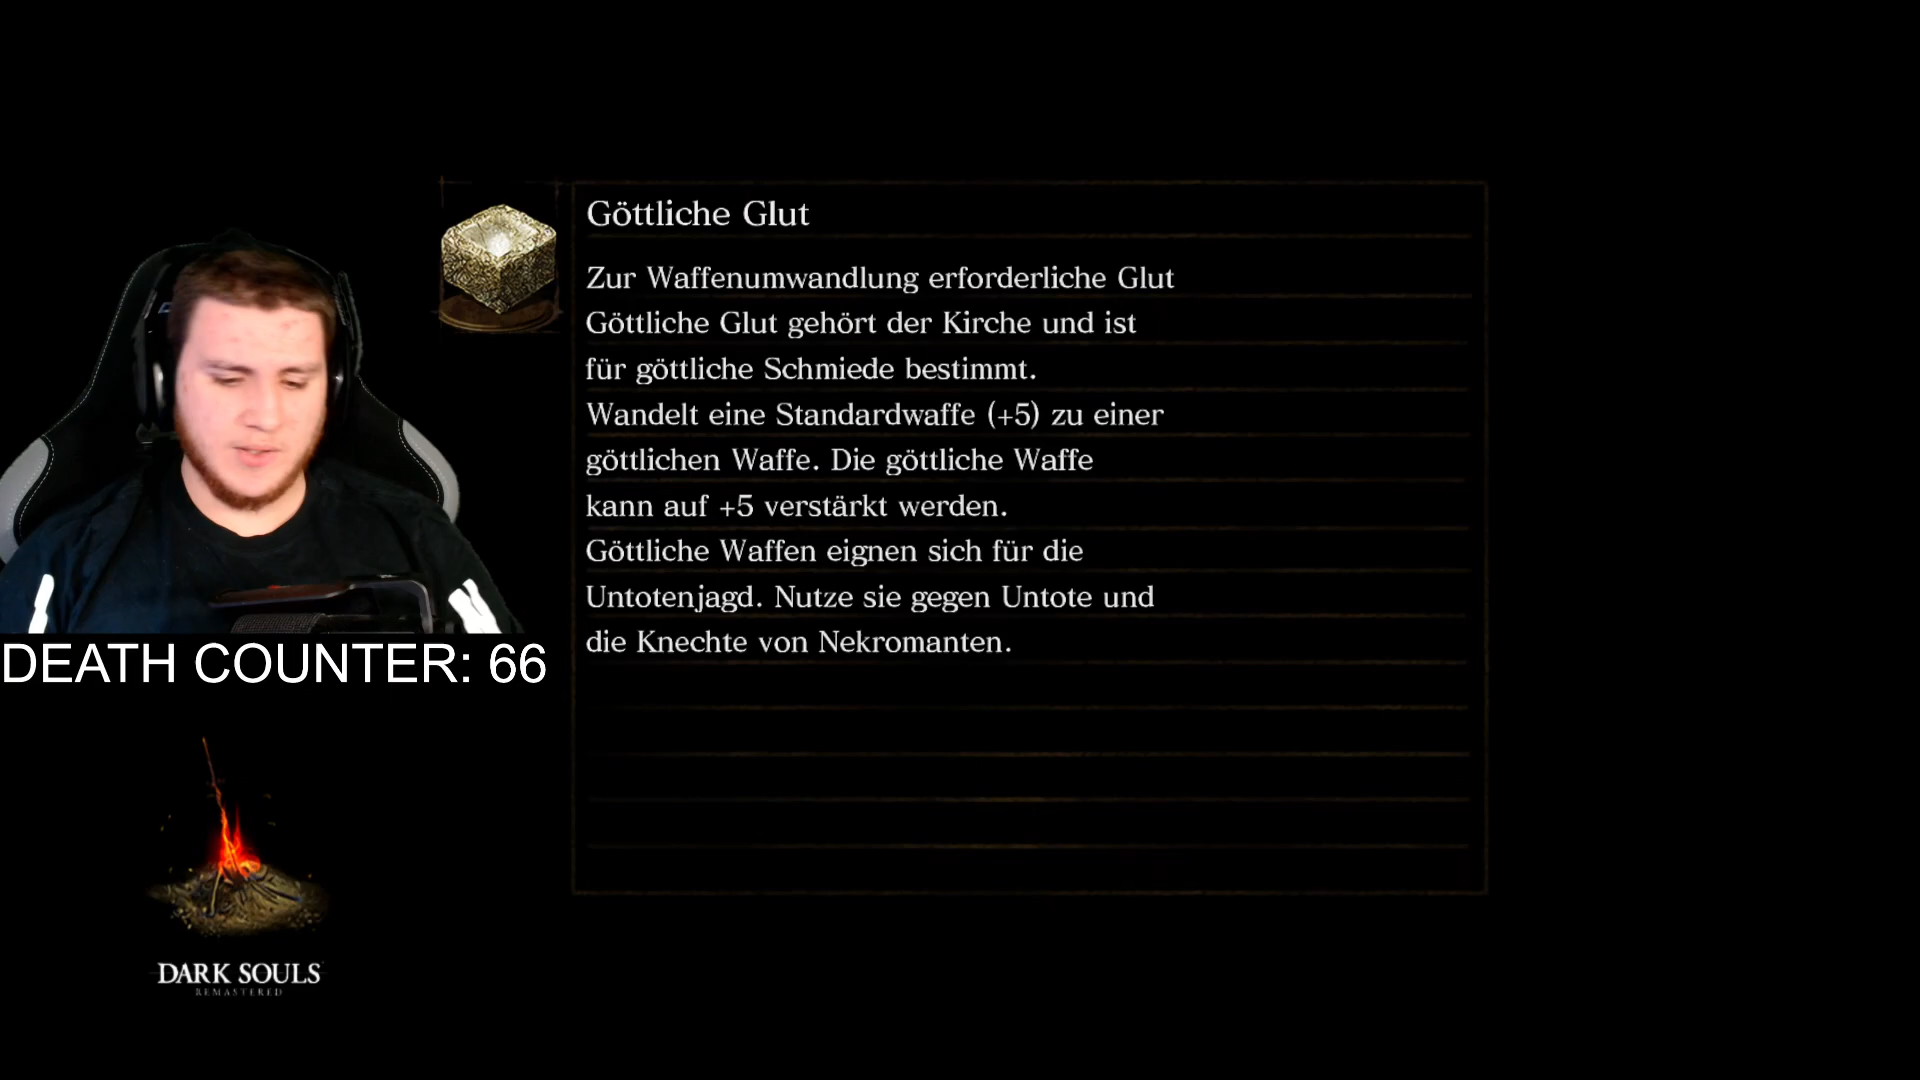 Göttliche Glut
Zur Waffenumwandlung erforderliche Glut
Göttliche Glut gehört der Kirche und ist
für göttliche Schmiede bestimmt.
Wandelt eine Standardwaffe (+5) zu einer
göttlichen Waffe. Die göttliche Waffe
kann auf +5 verstärkt werden.
Göttliche Waffen eignen sich für die
Untotenjagd. Nutze sie gegen Untote und
die Knechte von Nekromanten.
DEATH COUNTER: 66
DARK SOULS
REMASTERED